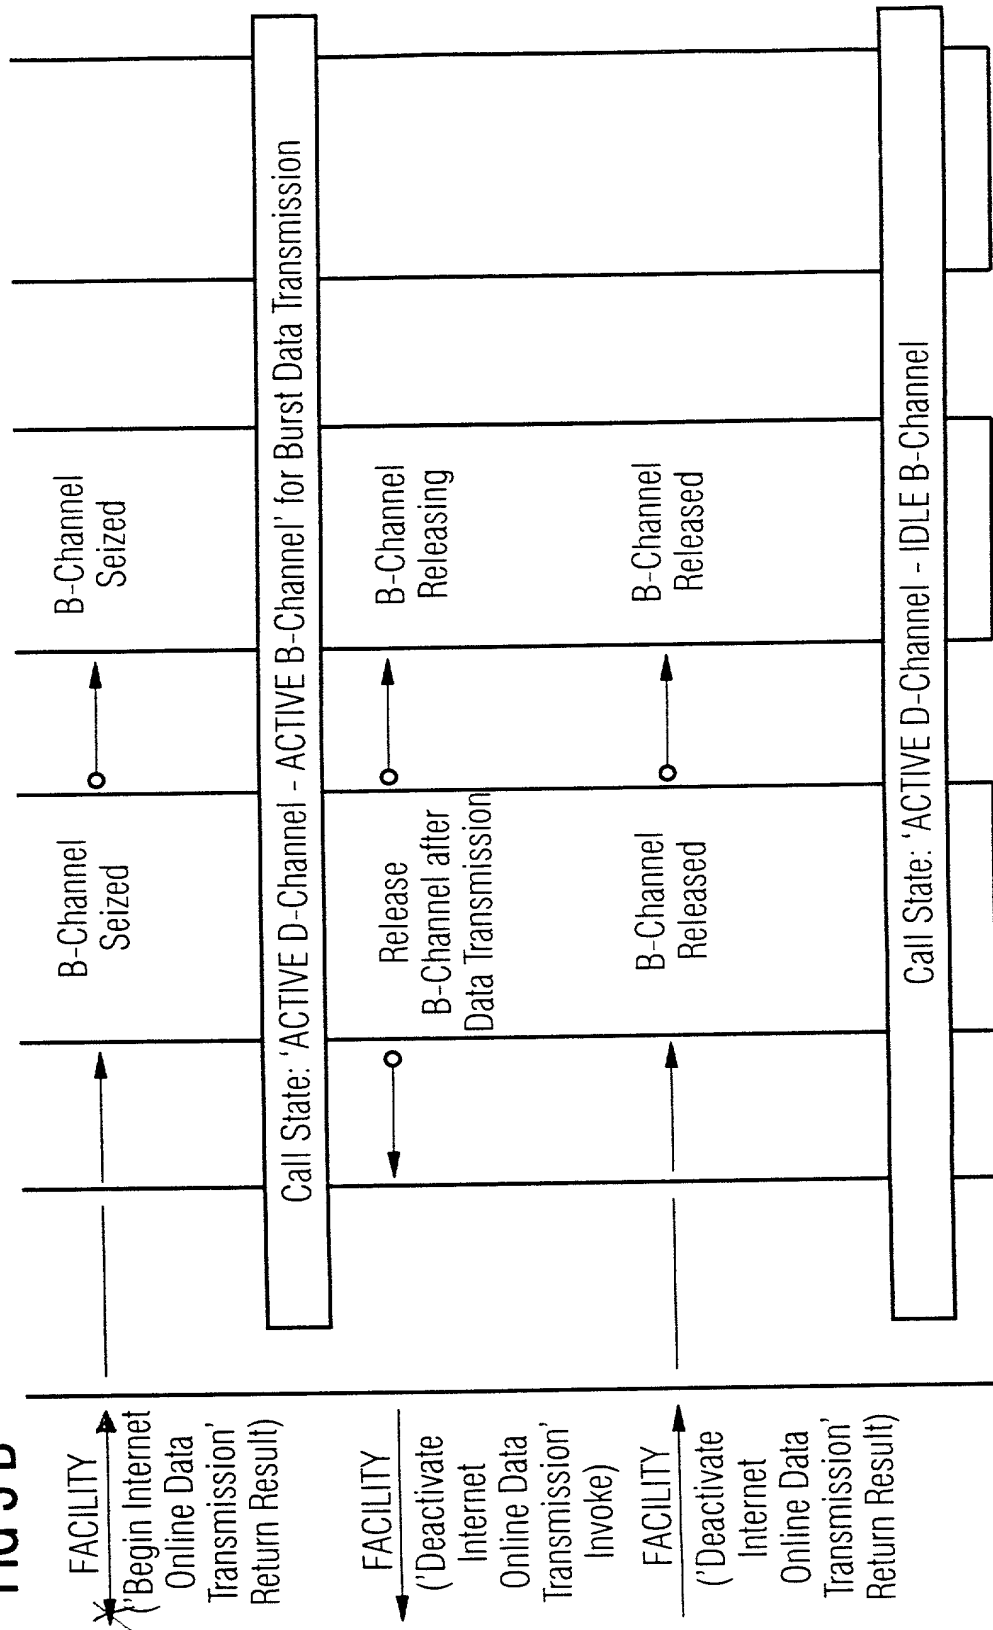 FIG 3B
FACILITY
('Begin Internet
Online Data
Transmission'
Return Result)
B-Channel
Seized
B-Channel
Seized
Call State: 'ACTIVE D-Channel - ACTIVE B-Channel' for Burst Data Transmission
FACILITY
('Deactivate
Internet
Online Data
Transmission'
Invoke)
Release
B-Channel after
Data Transmission
B-Channel
Releasing
FACILITY
('Deactivate
Internet
Online Data
Transmission'
Return Result)
B-Channel
Released
B-Channel
Released
Call State: 'ACTIVE D-Channel - IDLE B-Channel